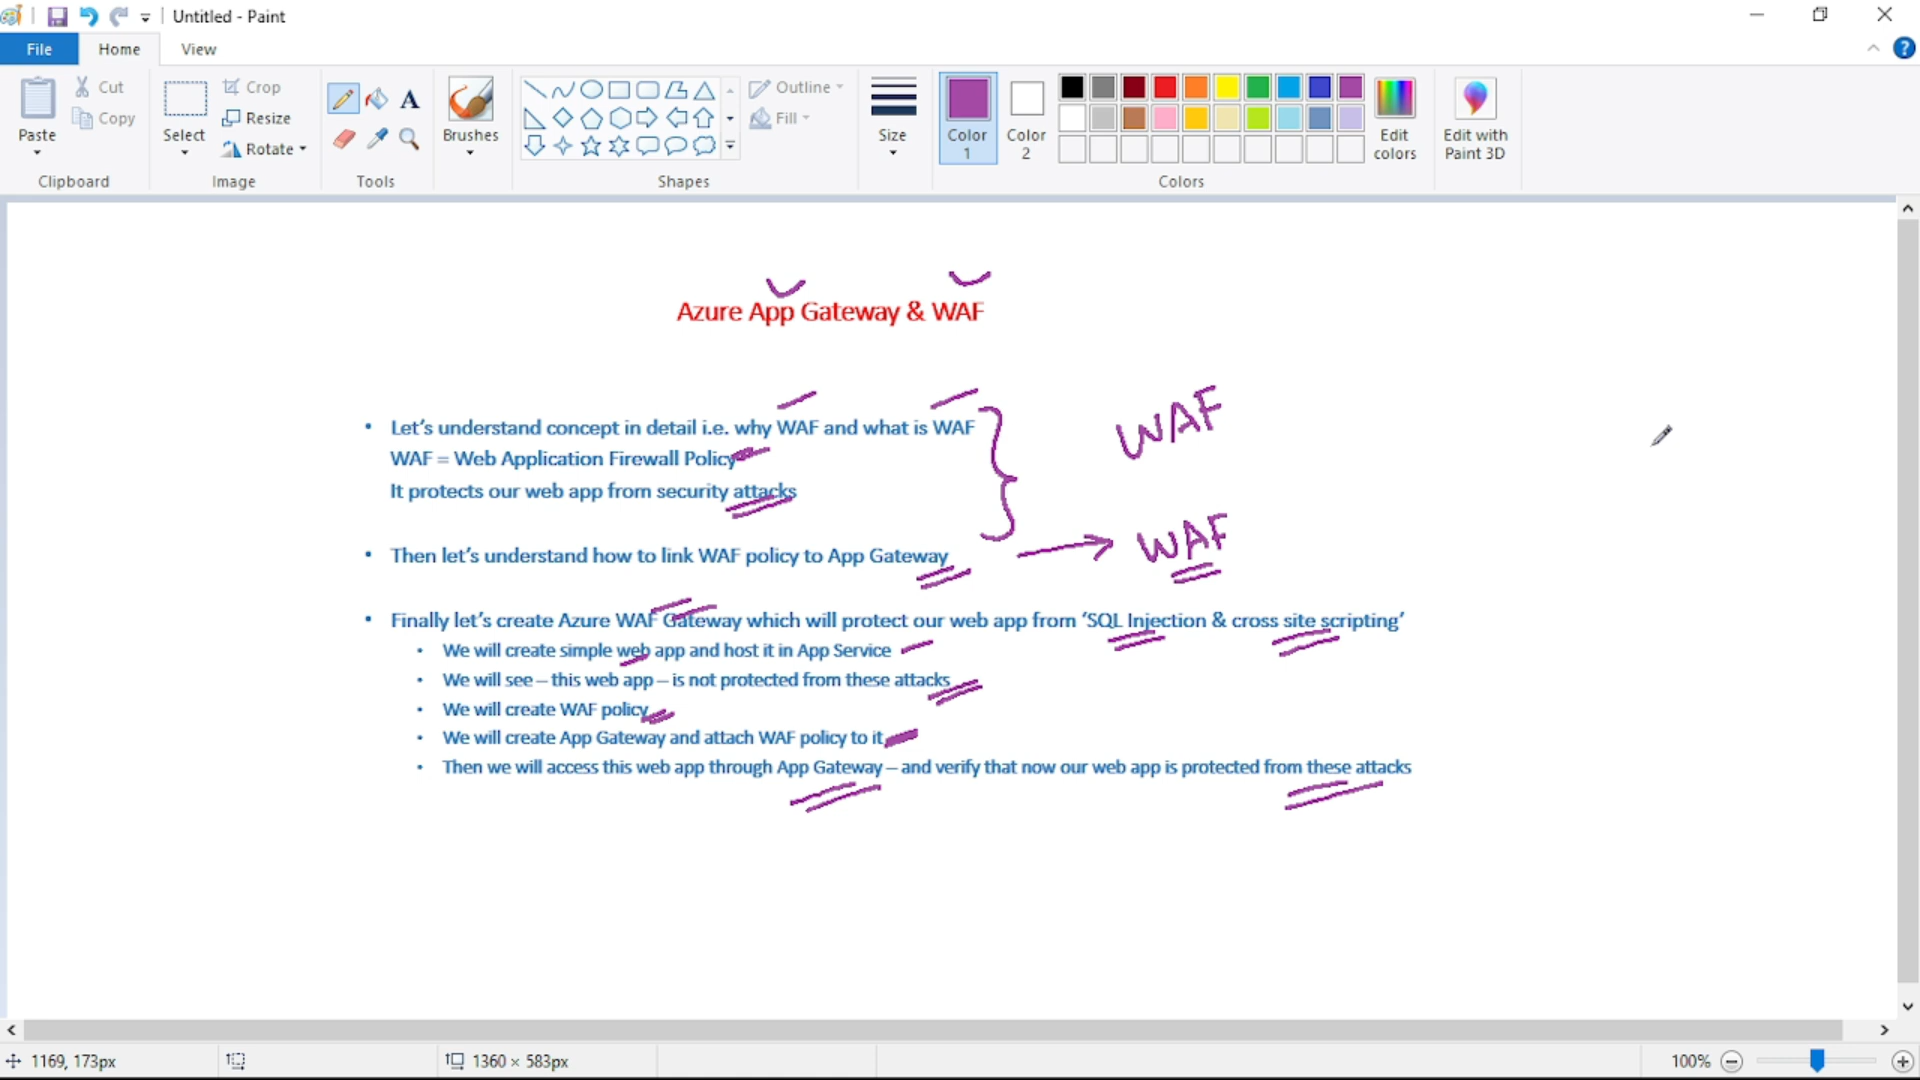 Untitled - Paint
File Home View
Paste
Cut
Copy
Clipboard
Select
Crop
Resize
Rotate
Image
Tools
Brushes
Outline
Fill
Shapes
Size
Color 1
Color 2
Edit colors
Colors
Edit with Paint 3D
Azure App Gateway & WAF
• Let’s understand concept in detail i.e. why WAF and what is WAF
WAF = Web Application Firewall Policy
It protects our web app from security attacks
WAF
• Then let’s understand how to link WAF policy to App Gateway
WAF
• Finally let’s create Azure WAF Gateway which will protect our web app from ‘SQL Injection & cross site scripting’
• We will create simple web app and host it in App Service
• We will see – this web app – is not protected from these attacks
• We will create WAF policy
• We will create App Gateway and attach WAF policy to it
• Then we will access this web app through App Gateway – and verify that now our web app is protected from these attacks
1169, 173px
1360 × 583px
100%